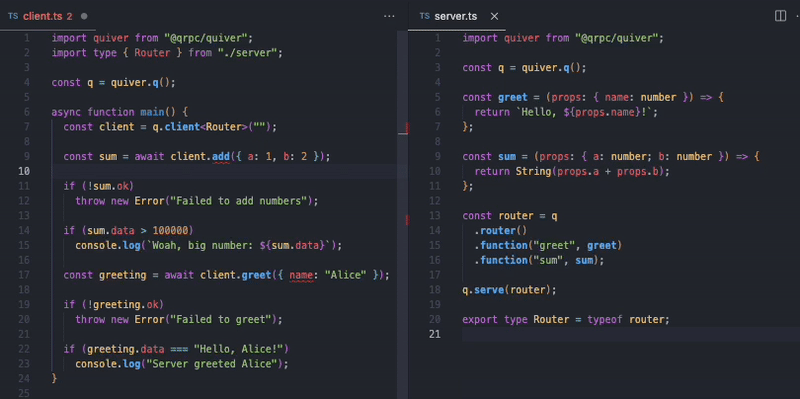 TS client.ts 2 ● ···
1 import quiver from "@qrpc/quiver";
2 import type { Router } from "./server";
3
4 const q = quiver.q();
5
6 async function main() {
7 const client = q.client<Router>("");
8
9 const sum = await client.add({ a: 1, b: 2 });
10
11 if (!sum.ok)
12 throw new Error("Failed to add numbers");
13
14 if (sum.data > 100000)
15 console.log(`Woah, big number: ${sum.data}`);
16
17 const greeting = await client.greet({ name: "Alice" });
18
19 if (!greeting.ok)
20 throw new Error("Failed to greet");
21
22 if (greeting.data === "Hello, Alice!")
23 console.log("Server greeted Alice");
24 }
25
TS server.ts ×
1 import quiver from "@qrpc/quiver";
2
3 const q = quiver.q();
4
5 const greet = (props: { name: number }) => {
6 return `Hello, ${props.name}!`;
7 };
8
9 const sum = (props: { a: number; b: number }) => {
10 return String(props.a + props.b);
11 };
12
13 const router = q
14 .router()
15 .function("greet", greet)
16 .function("sum", sum);
17
18 q.serve(router);
19
20 export type Router = typeof router;
21